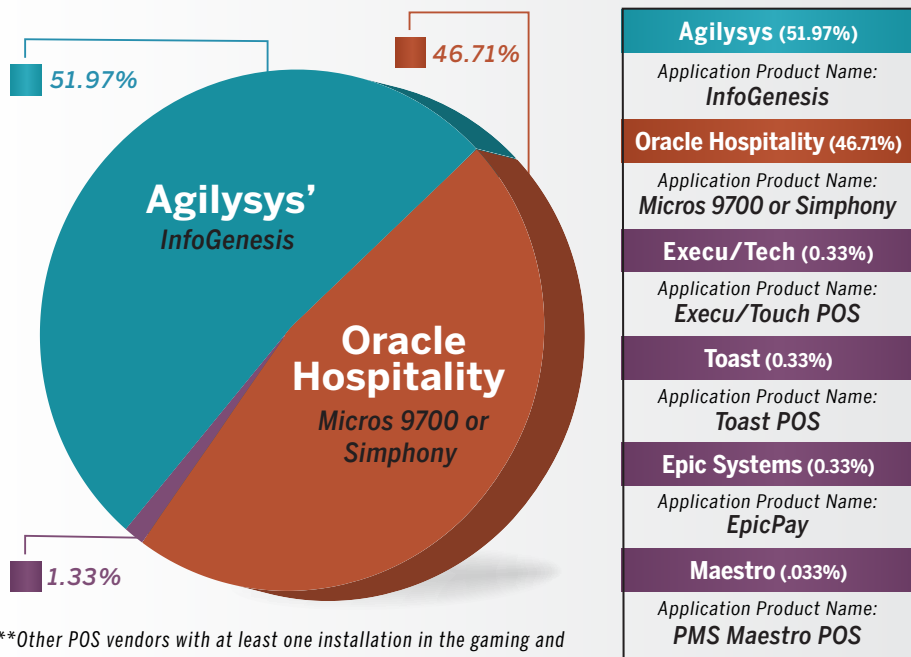 51.97%
46.71%
Agilysys’
InfoGenesis
Oracle
Hospitality
Micros 9700 or
Simphony
1.33%
**Other POS vendors with at least one installation in the gaming and
Agilysys (51.97%)
Application Product Name:
InfoGenesis
Oracle Hospitality (46.71%)
Application Product Name:
Micros 9700 or Simphony
Execu/Tech (0.33%)
Application Product Name:
Execu/Touch POS
Toast (0.33%)
Application Product Name:
Toast POS
Epic Systems (0.33%)
Application Product Name:
EpicPay
Maestro (.033%)
Application Product Name:
PMS Maestro POS